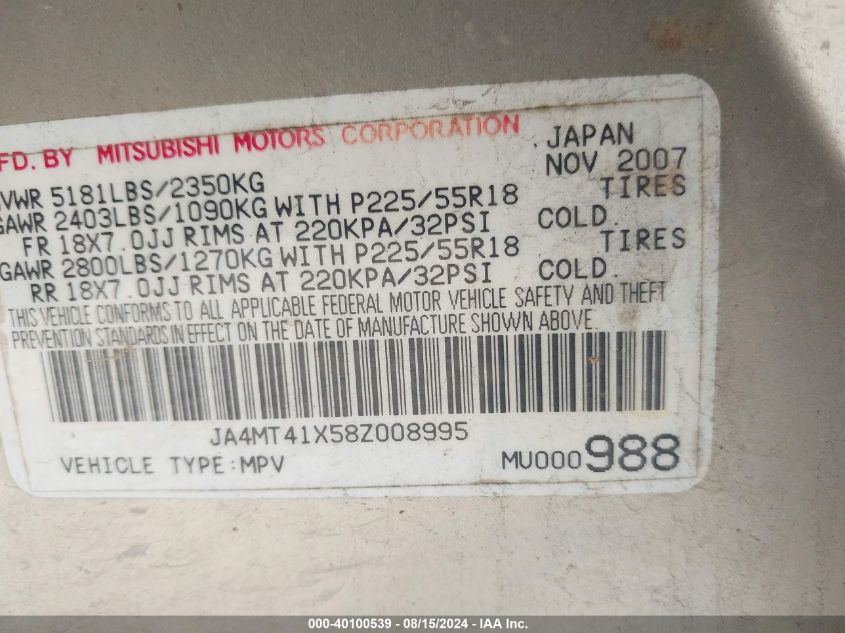 FD. BY MITSUBISHI MOTORS CORPORATION . JAPAN
NOV 2007
VWR 5181LBS/2350KG
GAWR 2403LBS/1090KG WITH P225/55R18 TIRES
FR 18X7.0JJ RIMS AT 220KPA/32PSI COLD.
GAWR 2800LBS/1270KG WITH P225/55R18 TIRES
RR 18X7.0JJ RIMS AT 220KPA/32PSI COLD.
THIS VEHICLE CONFORMS TO ALL APPLICABLE FEDERAL MOTOR VEHICLE SAFETY AND THEFT
PREVENTION STANDARDS IN EFFECT ON THE DATE OF MANUFACTURE SHOWN ABOVE.
JA4MT41X58Z008995
VEHICLE TYPE:MPV MU000988
000-40100539 - 08/15/2024 - IAA Inc.